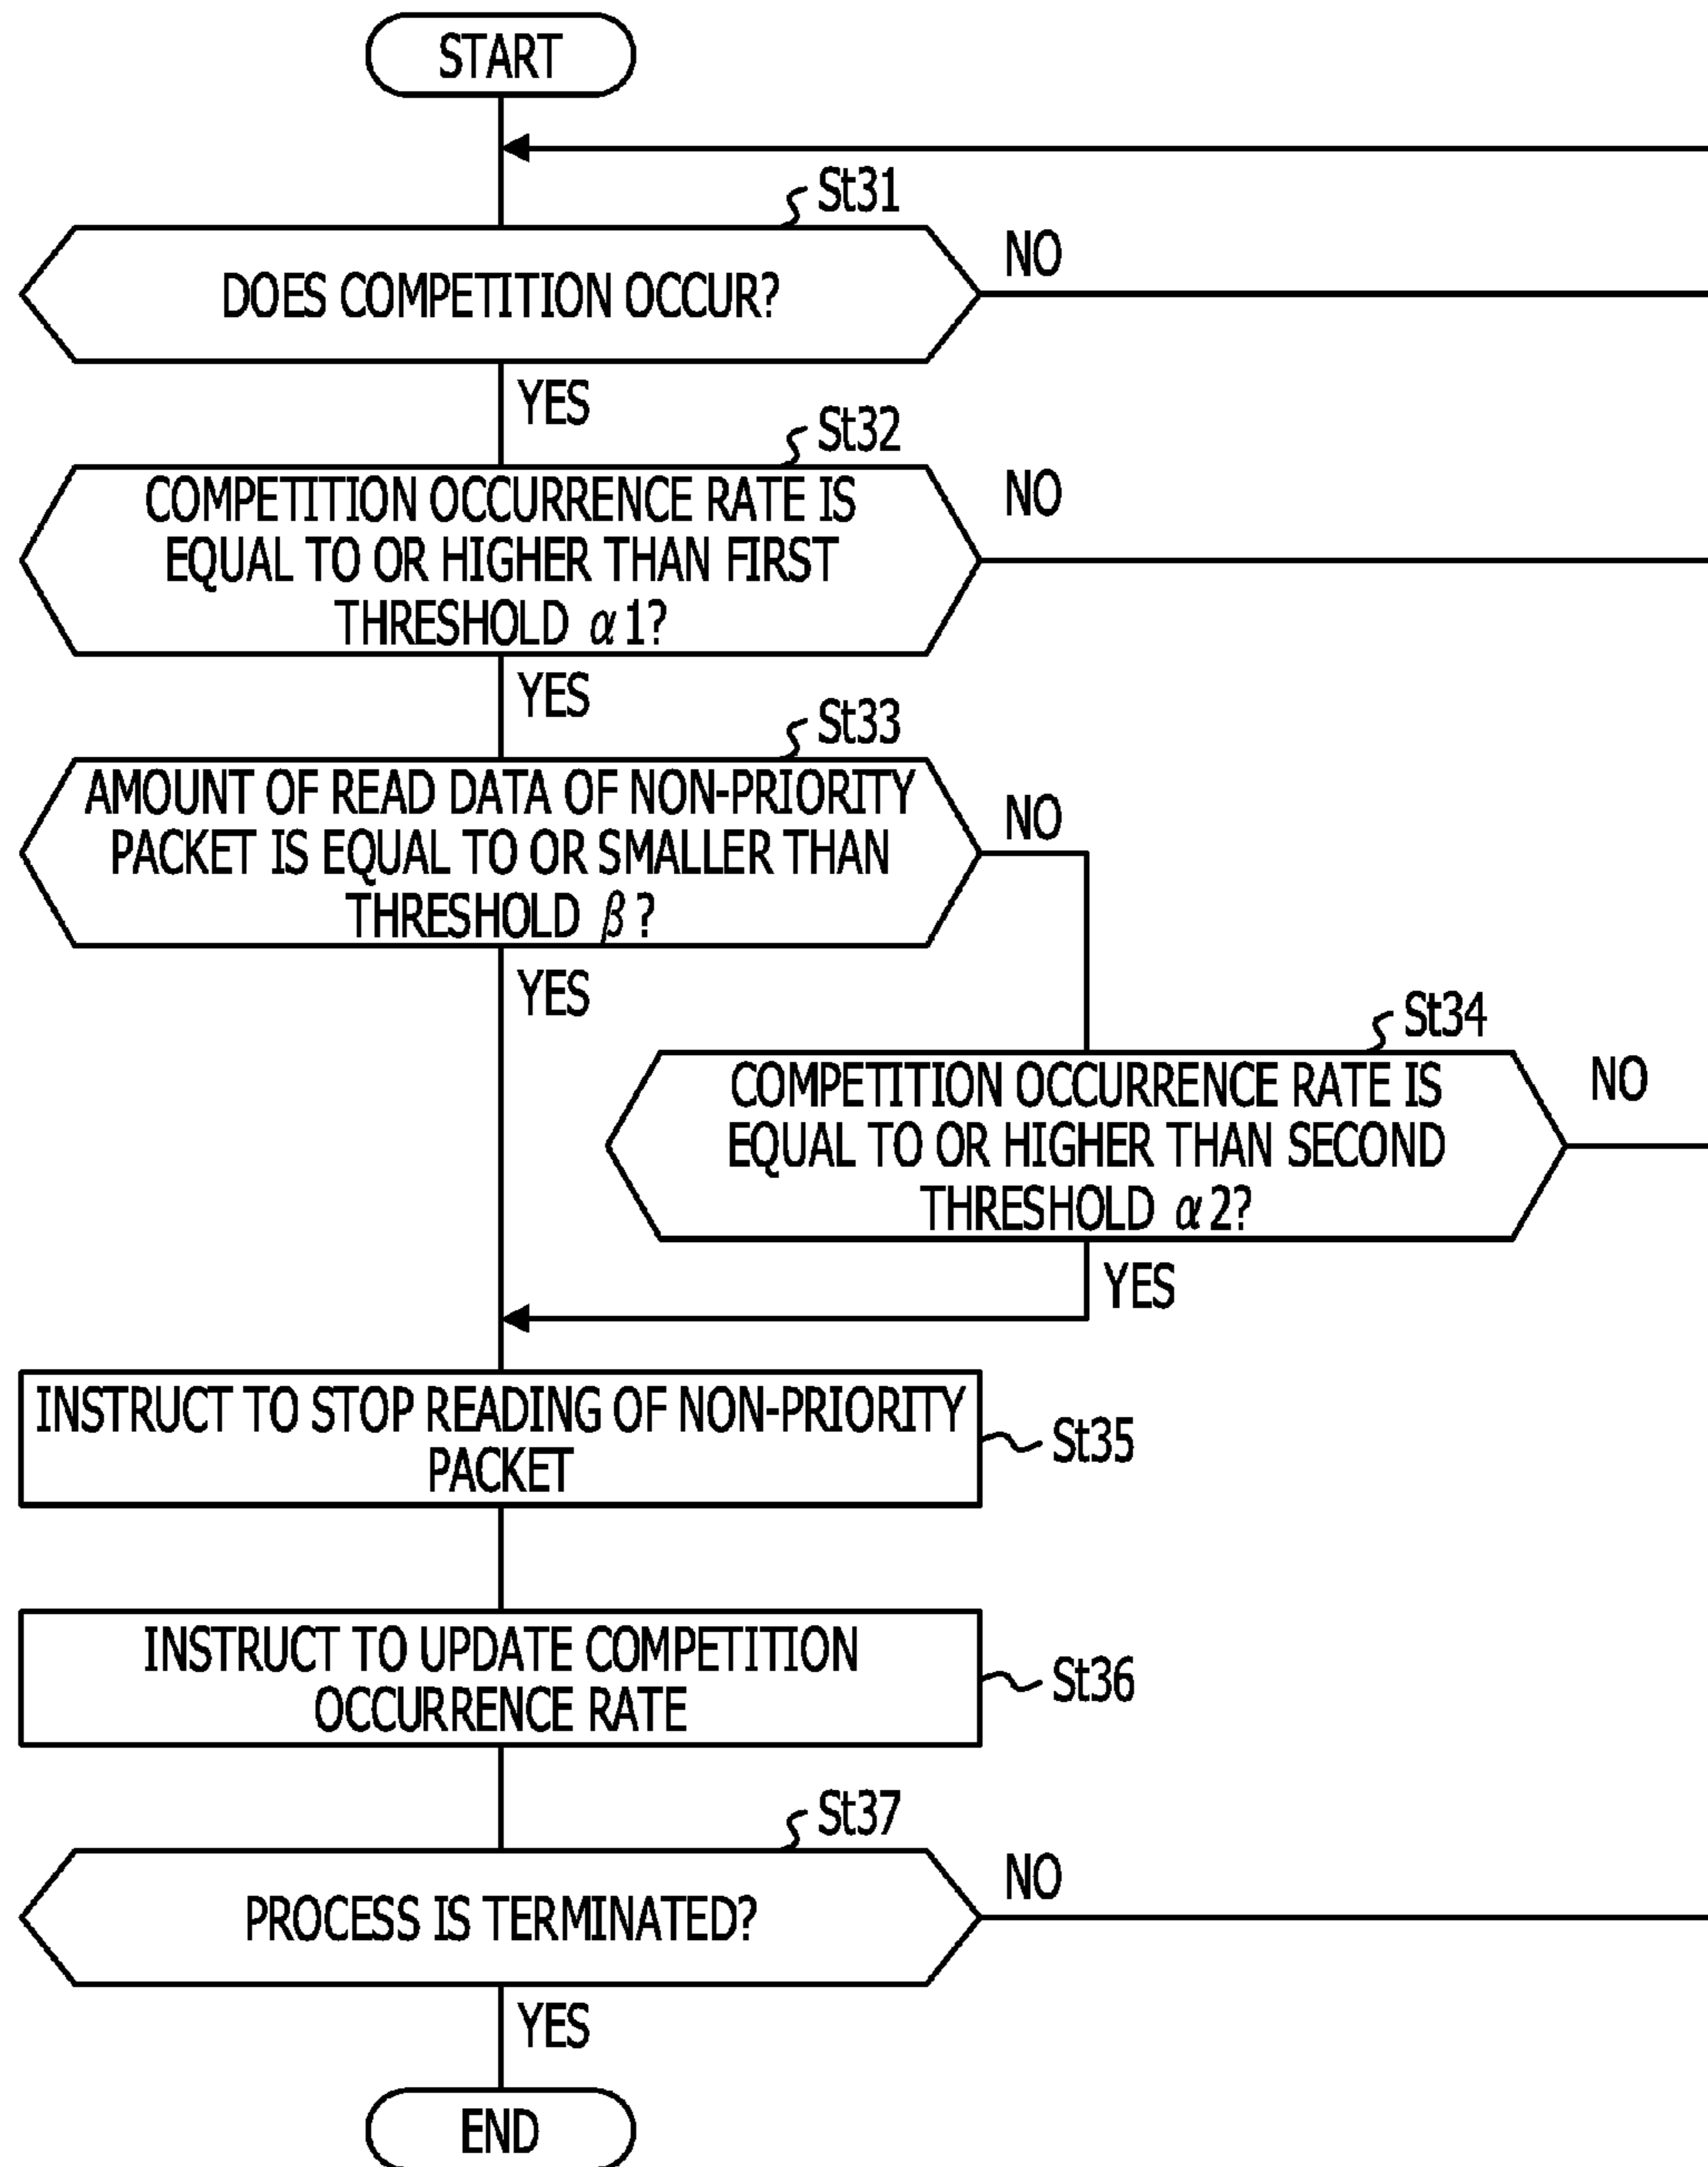 START
St31
DOES COMPETITION OCCUR?
NO
YES
St32
COMPETITION OCCURRENCE RATE IS
EQUAL TO OR HIGHER THAN FIRST
THRESHOLD α1?
NO
YES
St33
AMOUNT OF READ DATA OF NON-PRIORITY
PACKET IS EQUAL TO OR SMALLER THAN
THRESHOLD β?
NO
YES
St34
COMPETITION OCCURRENCE RATE IS
EQUAL TO OR HIGHER THAN SECOND
THRESHOLD α2?
NO
YES
INSTRUCT TO STOP READING OF NON-PRIORITY
PACKET
St35
INSTRUCT TO UPDATE COMPETITION
OCCURRENCE RATE
St36
St37
PROCESS IS TERMINATED?
NO
YES
END